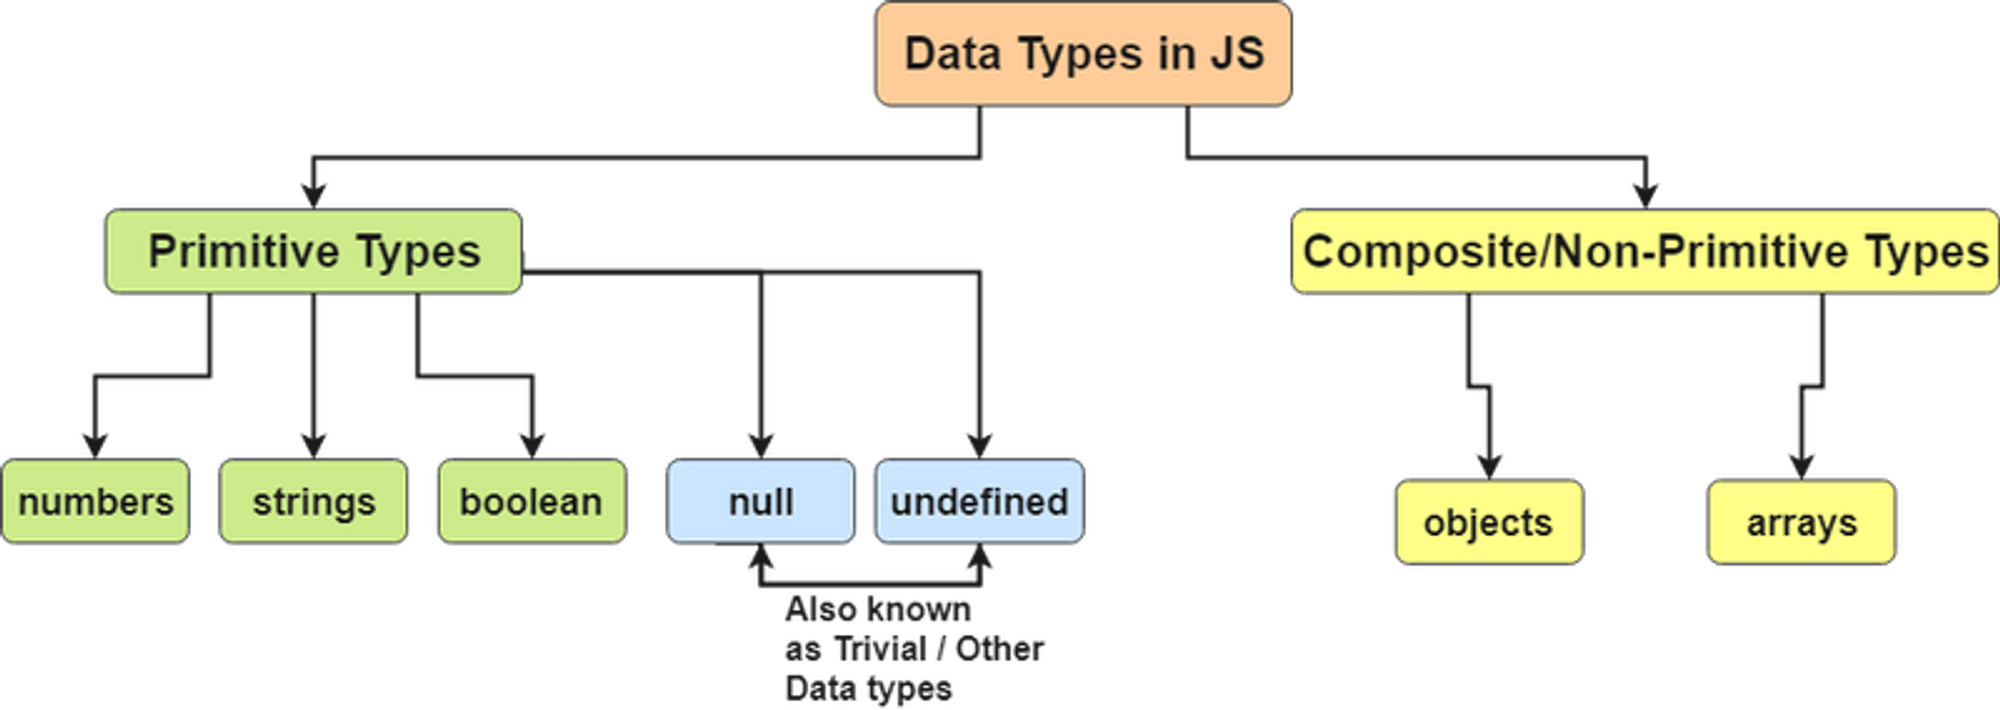 Data Types in JS
Primitive Types
Composite/Non-Primitive Types
numbers
strings
boolean
null
undefined
objects
arrays
Also known
as Trivial / Other
Data types